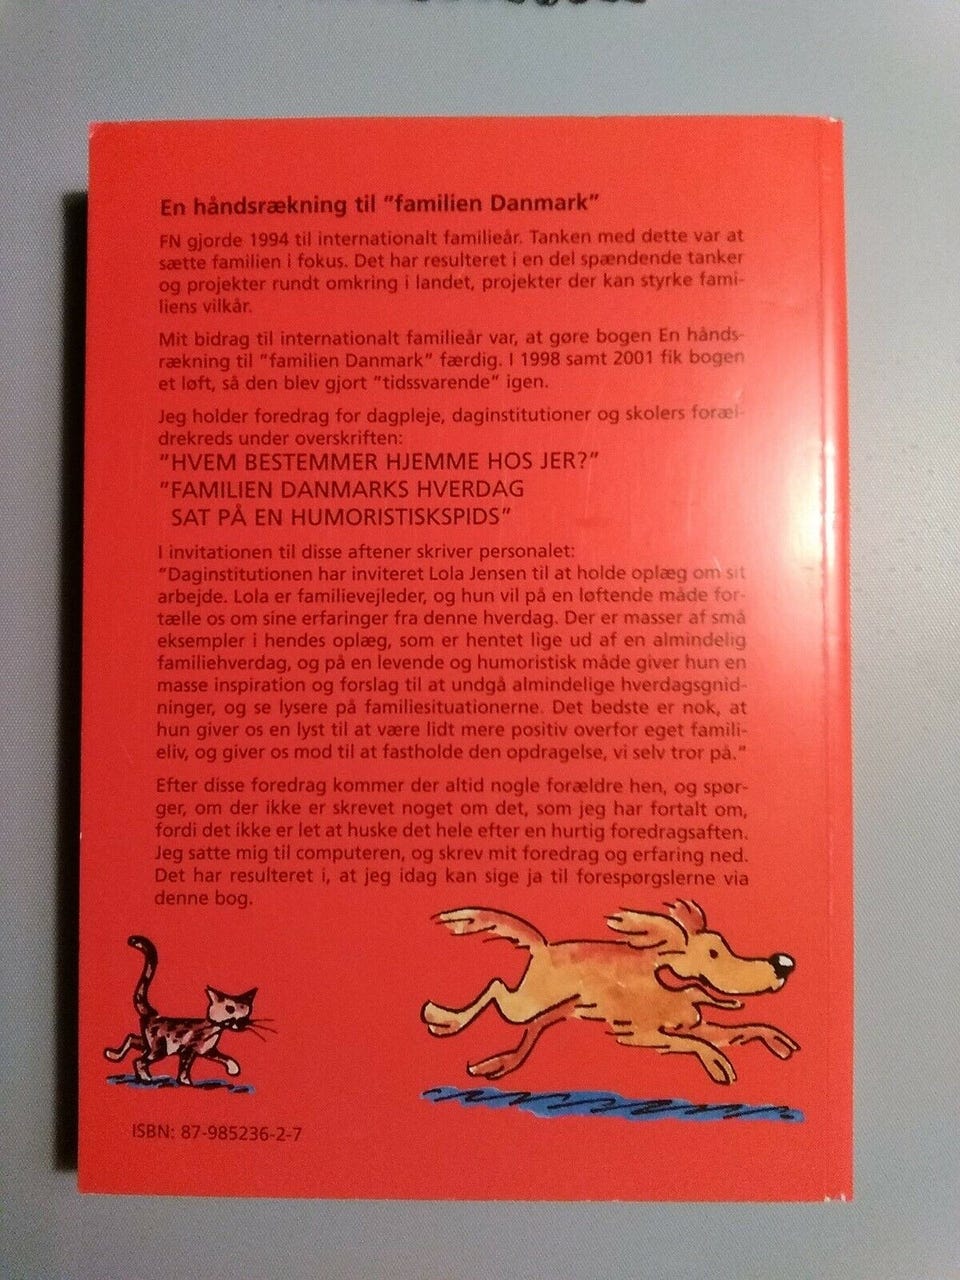 En håndsrækning til "familien Danmark"
FN gjorde 1994 til internationalt familieår. Tanken med dette var at
sætte familien i fokus. Det har resulteret i en del spændende tanker
og projekter rundt omkring i landet, projekter der kan styrke fami-
liens vilkår.
Mit bidrag til internationalt familieår var, at gøre bogen En hånds-
rækning til "familien Danmark" færdig. I 1998 samt 2001 fik bogen
et løft, så den blev gjort "tidssvarende" igen.
Jeg holder foredrag for dagpleje, daginstitutioner og skolers foræl-
drekreds under overskriften:
"HVEM BESTEMMER HJEMME HOS JER?"
"FAMILIEN DANMARKS HVERDAG
SAT PÅ EN HUMORISTISKSPIDS"
I invitationen til disse aftener skriver personalet:
"Daginstitutionen har inviteret Lola Jensen til at holde oplæg om sit
arbejde. Lola er familievejleder, og hun vil på en løftende måde for-
tælle os om sine erfaringer fra denne hverdag. Der er masser af små
eksempler i hendes oplæg, som er hentet lige ud af en almindelig
familiehverdag, og på en levende og humoristisk måde giver hun en
masse inspiration og forslag til at undgå almindelige hverdagsgnid-
ninger, og se lysere på familiesituationerne. Det bedste er nok, at
hun giver os en lyst til at være lidt mere positiv overfor eget famili-
eliv, og giver os mod til at fastholde den opdragelse, vi selv tror på."
Efter disse foredrag kommer der altid nogle forældre hen, og spør-
ger, om der ikke er skrevet noget om det, som jeg har fortalt om,
fordi det ikke er let at huske det hele efter en hurtig foredragsaften.
Jeg satte mig til computeren, og skrev mit foredrag og erfaring ned.
Det har resulteret i, at jeg idag kan sige ja til forespørgslerne via
denne bog.
ISBN: 87-985236-2-7